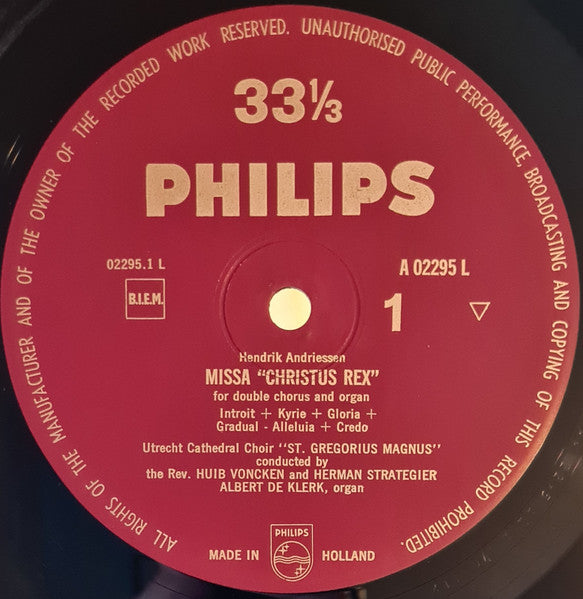 ALL RIGHTS OF THE MANUFACTURER AND OF THE OWNER OF THE RECORDED WORK RESERVED. UNAUTHORISED PUBLIC PERFORMANCE, BROADCASTING AND COPYING OF THIS RECORD PROHIBITED.
33⅓
PHILIPS
02295.1 L
A 02295 L
B.I.E.M.
1
Hendrik Andriessen
MISSA “CHRISTUS REX”
for double chorus and organ
Introit + Kyrie + Gloria +
Gradual - Alleluia + Credo
Utrecht Cathedral Choir “ST. GREGORIUS MAGNUS”
conducted by
the Rev. HUIB VONCKEN and HERMAN STRATEGIER
ALBERT DE KLERK, organ
PHILIPS
MADE IN HOLLAND